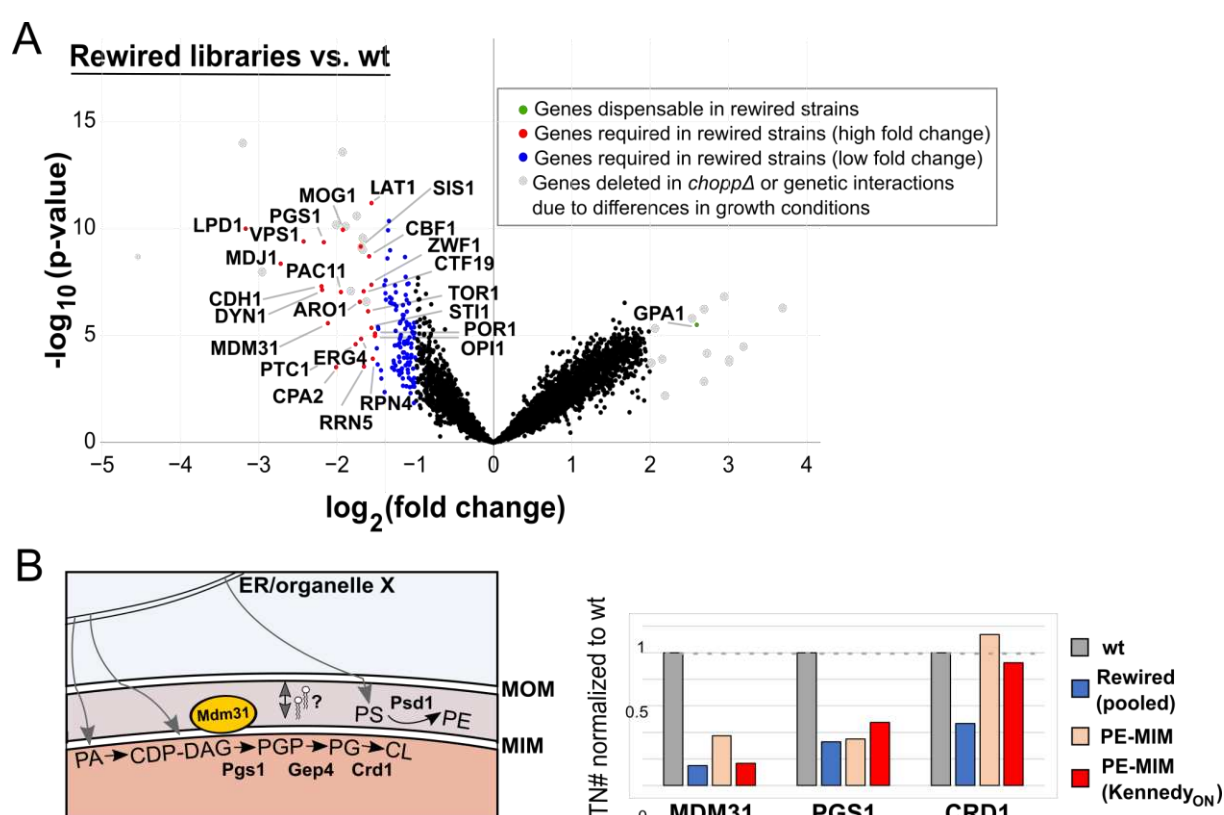 A
Rewired libraries vs. wt
Genes dispensable in rewired strains
Genes required in rewired strains (high fold change)
Genes required in rewired strains (low fold change)
Genes deleted in choppΔ or genetic interactions
due to differences in growth conditions
-log10 (p-value)
15
10
5
0
LAT1
SIS1
MOG1
PGS1
LPD1
VPS1
CBF1
ZWF1
MDJ1
PAC11
CTF19
CDH1
DYN1
ARO1
TOR1
STI1
GPA1
MDM31
POR1
OPI1
PTC1
ERG4
CPA2
RPN4
RRN5
−5 −4 −3 −2 −1 0 1 2 3 4
log2(fold change)
B
ER/organelle X
MOM
MIM
Mdm31
?
PS
Psd1
PE
PA
CDP-DAG
PGP
PG
CL
Pgs1
Gep4
Crd1
TN# normalized to wt
1
0.5
0
MDM31 PGS1 CRD1
wt
Rewired
(pooled)
PE-MIM
PE-MIM
(KennedyON)